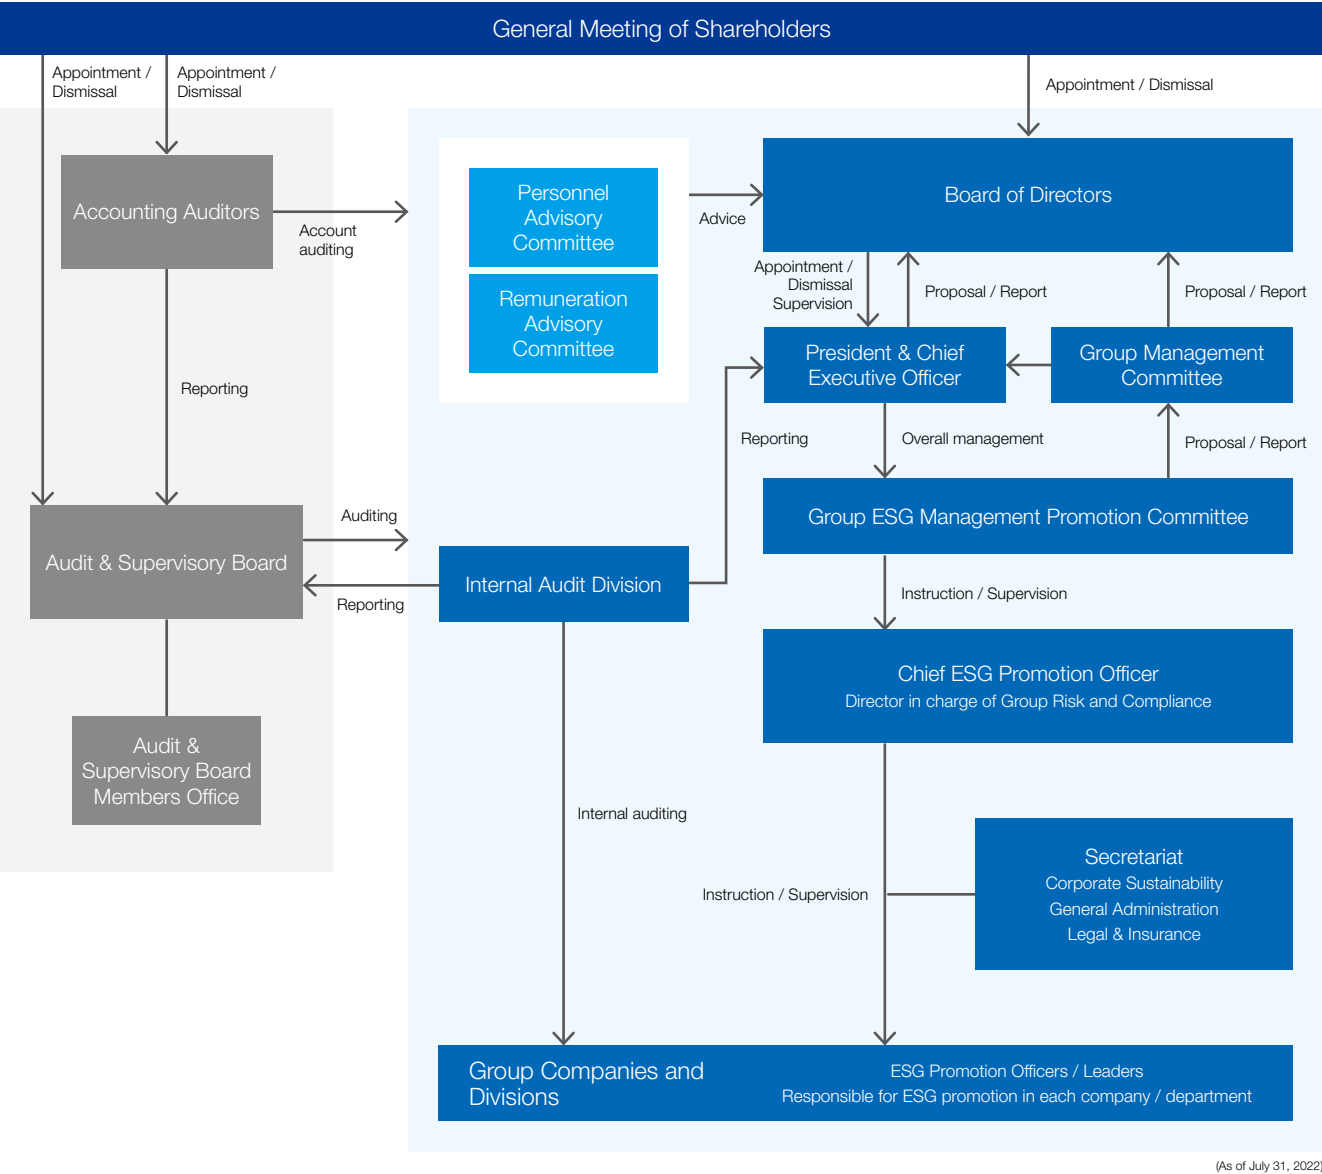 General Meeting of Shareholders
Appointment /
Dismissal
Appointment /
Dismissal
Appointment / Dismissal
Accounting Auditors
Account
auditing
Personnel
Advisory
Committee
Remuneration
Advisory
Committee
Advice
Board of Directors
Appointment /
Dismissal
Supervision
Proposal / Report
Proposal / Report
President & Chief
Executive Officer
Group Management
Committee
Reporting
Reporting
Overall management
Proposal / Report
Group ESG Management Promotion Committee
Auditing
Audit & Supervisory Board
Reporting
Internal Audit Division
Instruction / Supervision
Chief ESG Promotion Officer
Director in charge of Group Risk and Compliance
Audit &
Supervisory Board
Members Office
Internal auditing
Instruction / Supervision
Secretariat
Corporate Sustainability
General Administration
Legal & Insurance
Group Companies and
Divisions
ESG Promotion Officers / Leaders
Responsible for ESG promotion in each company / department
(As of July 31, 2022)